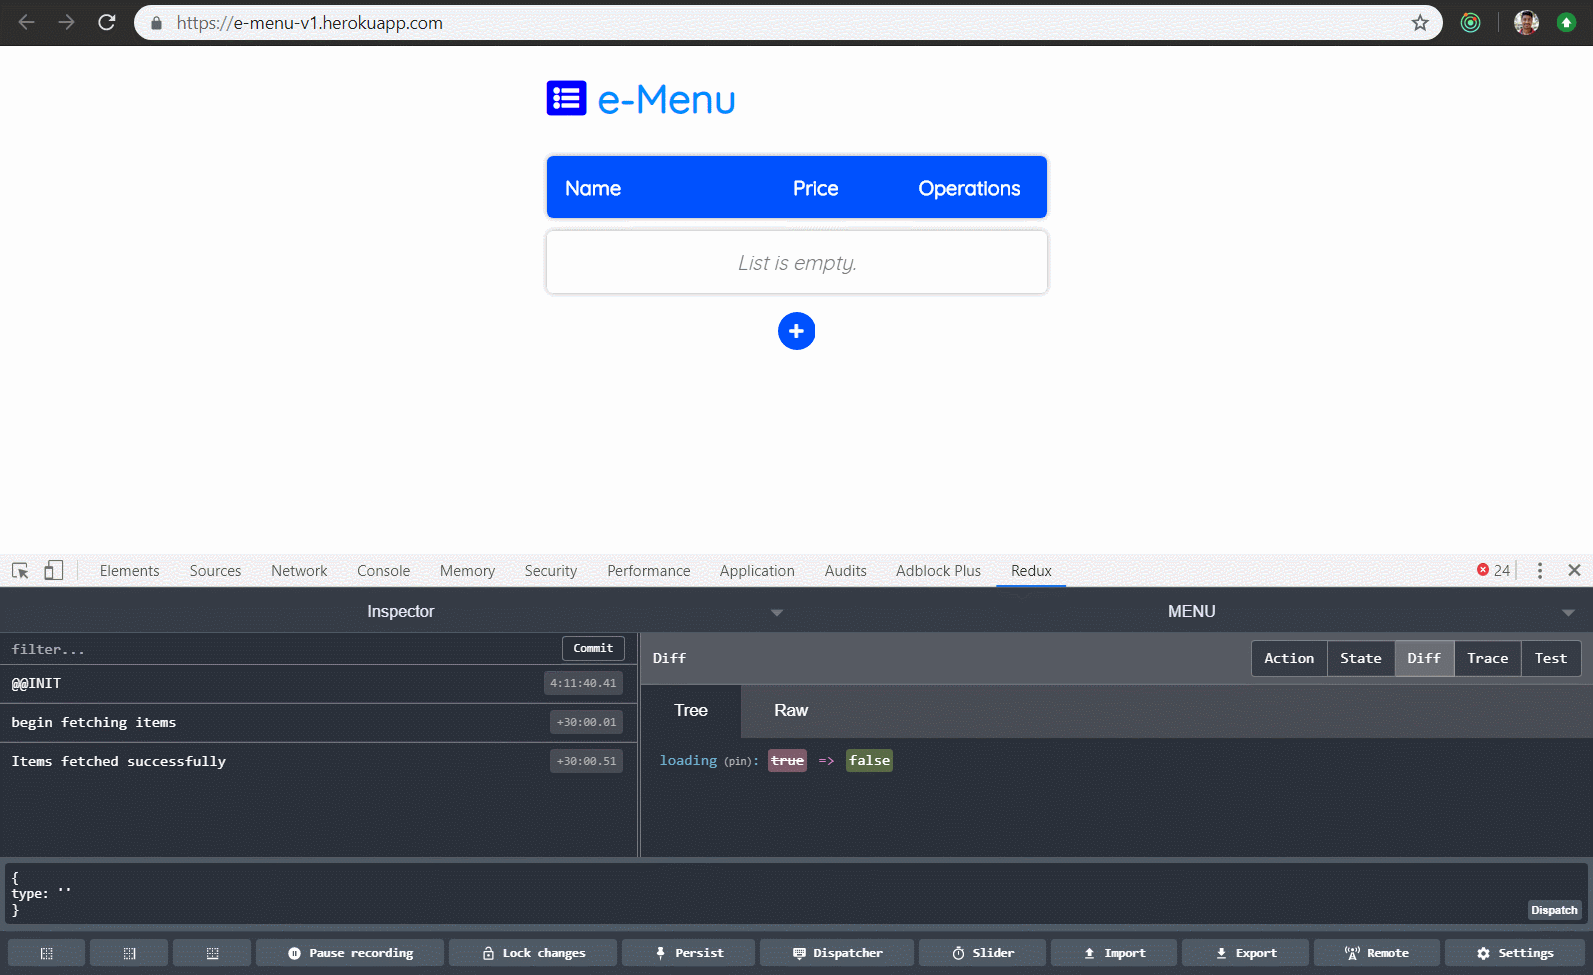 https://e-menu-v1.herokuapp.com
e-Menu
Name Price Operations
List is empty.
Elements Sources Network Console Memory Security Performance Application Audits Adblock Plus Redux 24
Inspector MENU
filter... Commit
Diff Action State Diff Trace Test
@@INIT 4:11:40.41
Tree Raw
begin fetching items +30:00.01
Items fetched successfully +30:00.51
loading (pin): true => false
{
type: ''
}
Dispatch
Pause recording Lock changes Persist Dispatcher Slider Import Export Remote Settings